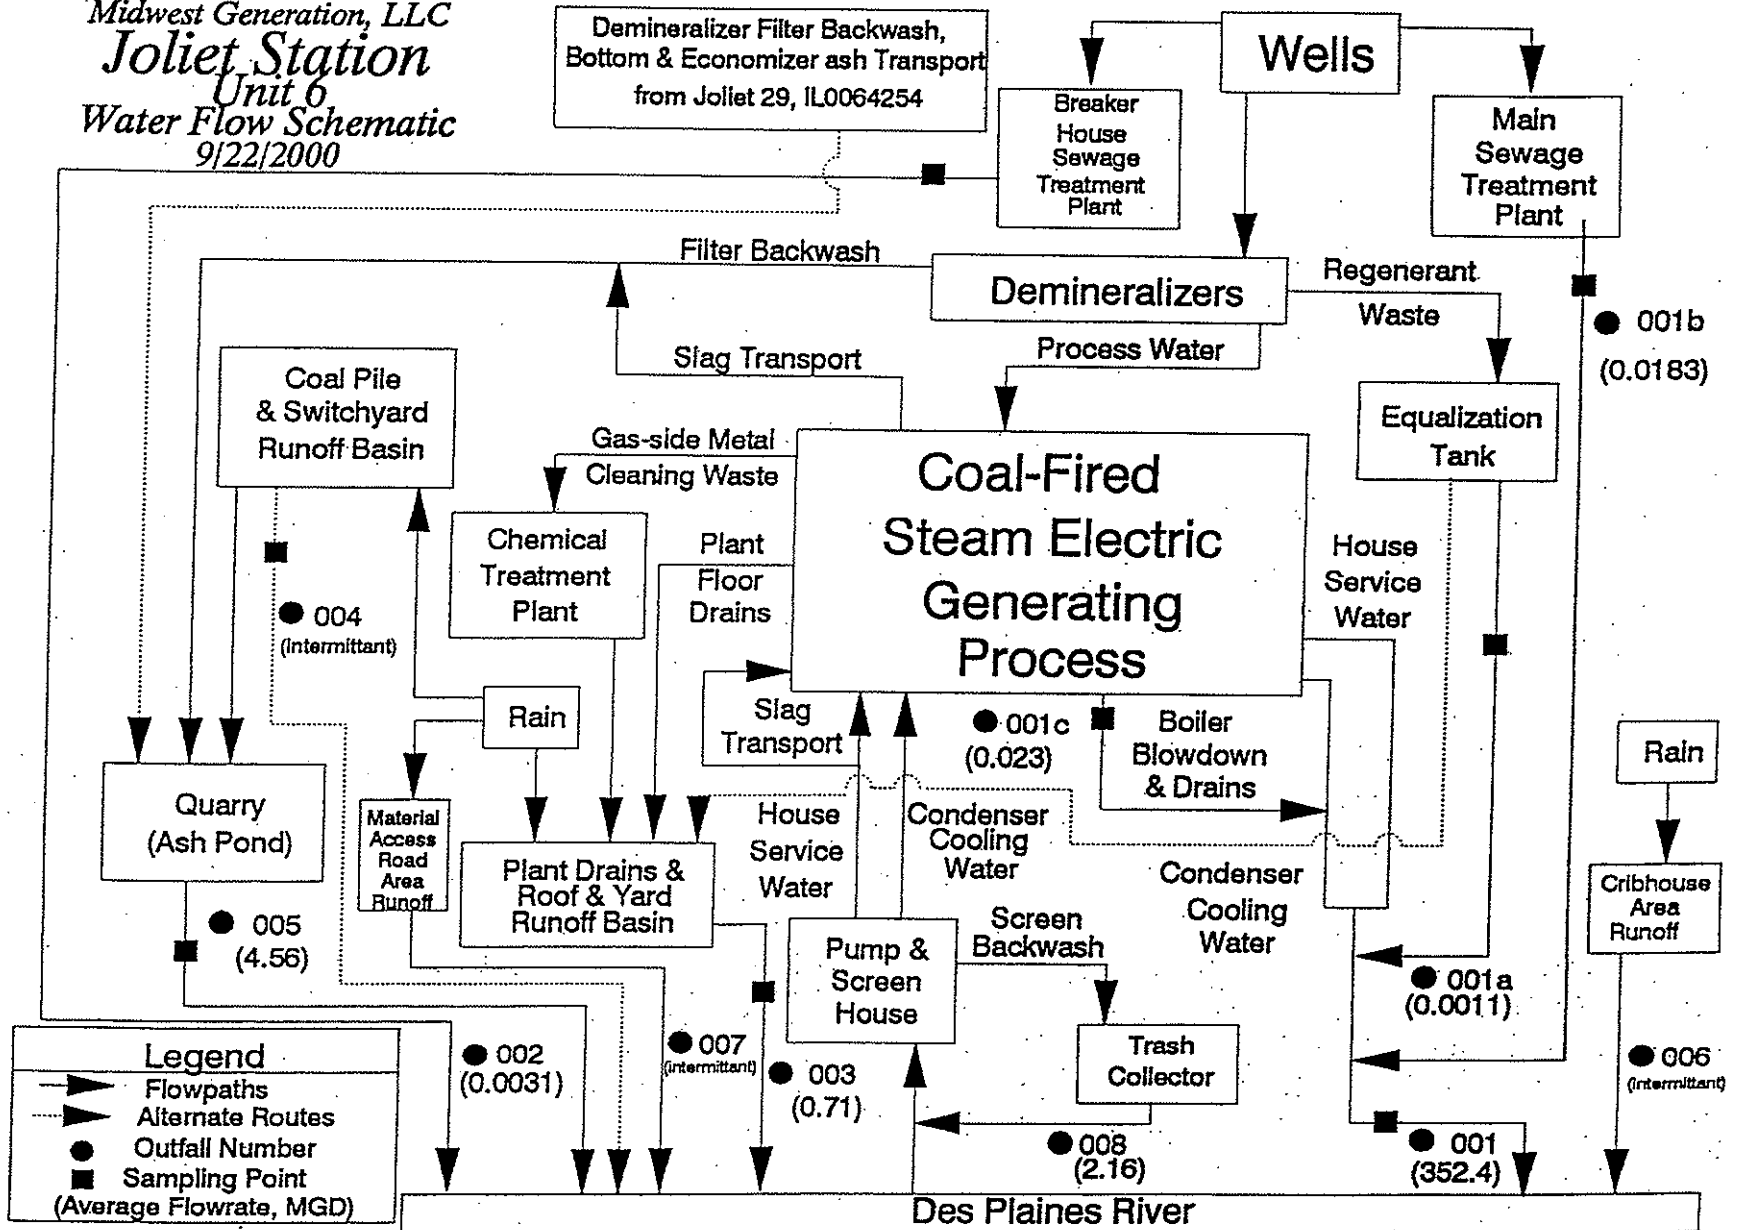 Midwest Generation, LLC
Joliet Station
Unit 6
Water Flow Schematic
9/22/2000
Demineralizer Filter Backwash,
Bottom & Economizer ash Transport
from Joliet 29, IL0064254
Wells
Breaker
House
Sewage
Treatment
Plant
Main
Sewage
Treatment
Plant
Filter Backwash
Demineralizers
Regenerant
Waste
001b
(0.0183)
Slag Transport
Process Water
Coal Pile
& Switchyard
Runoff Basin
Equalization
Tank
Gas-side Metal
Cleaning Waste
Coal-Fired
Steam Electric
Generating
Process
Chemical
Treatment
Plant
Plant
Floor
Drains
House
Service
Water
004
(intermittant)
Rain
Slag
Transport
001c
(0.023)
Boiler
Blowdown
& Drains
Rain
Quarry
(Ash Pond)
Material
Access
Road
Area
Runoff
Plant Drains &
Roof & Yard
Runoff Basin
House
Service
Water
Condenser
Cooling
Water
Condenser
Cooling
Water
Cribhouse
Area
Runoff
005
(4.56)
Pump &
Screen
House
Screen
Backwash
001a
(0.0011)
Trash
Collector
002
(0.0031)
007
(intermittant)
003
(0.71)
008
(2.16)
001
(352.4)
006
(intermittant)
Legend
Flowpaths
Alternate Routes
Outfall Number
Sampling Point
(Average Flowrate, MGD)
Des Plaines River